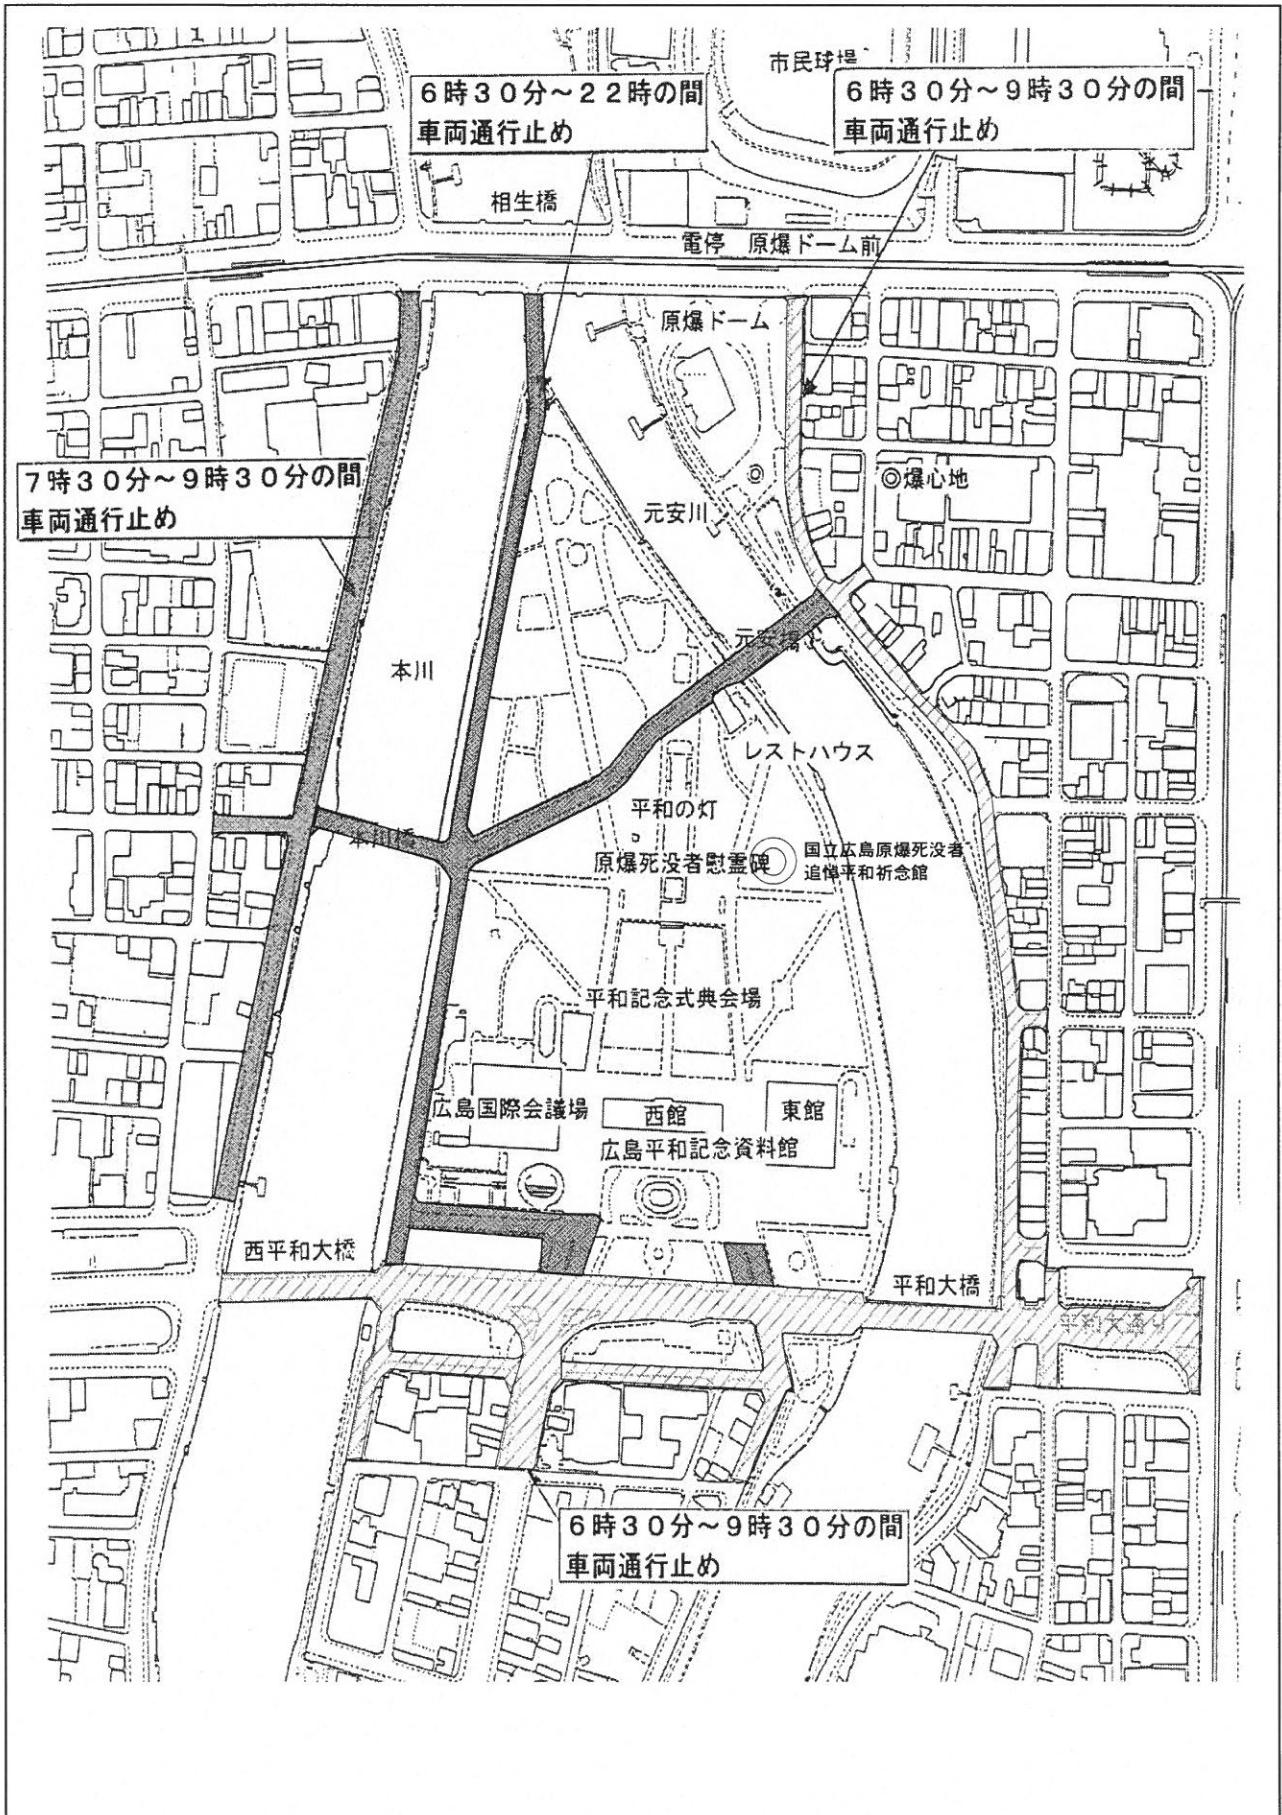 市民球場
６時３０分～２２時の間
車両通行止め
６時３０分～９時３０分の間
車両通行止め
相生橋
電停　原爆ドーム前
原爆ドーム
７時３０分～９時３０分の間
車両通行止め
◎爆心地
元安川
元安橋
本川
レストハウス
平和の灯
本川橋
原爆死没者慰霊碑
国立広島原爆死没者
追悼平和祈念館
平和記念式典会場
広島国際会議場
西館
東館
広島平和記念資料館
西平和大橋
平和大橋
６時３０分～９時３０分の間
車両通行止め